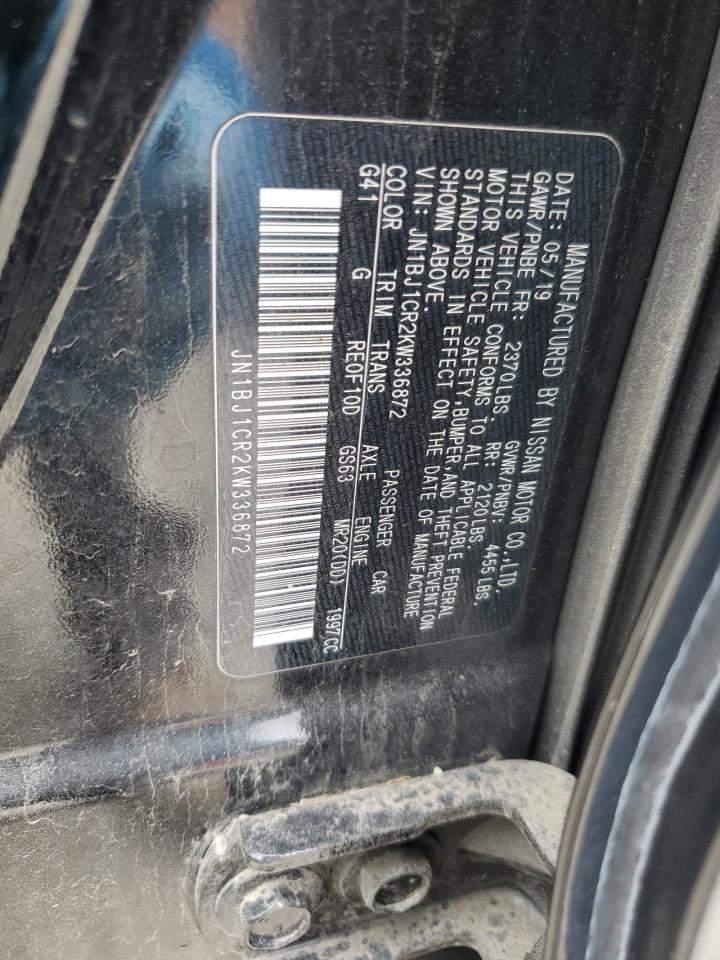 MANUFACTURED BY NISSAN MOTOR CO.,LTD.
DATE: 05/19 GVWR/PNBV: 4455 LBS.
GAWR/PNBE FR: 2370LBS. RR: 2120LBS.
THIS VEHICLE CONFORMS TO ALL APPLICABLE FEDERAL
MOTOR VEHICLE SAFETY,BUMPER,AND THEFT PREVENTION
STANDARDS IN EFFECT ON THE DATE OF MANUFACTURE
SHOWN ABOVE.
VIN: JN1BJ1CR2KW336872 PASSENGER CAR
COLOR TRIM TRANS AXLE ENGINE
G41 G RE0F10D GS63 MR20(DD) 1997CC
JN1BJ1CR2KW336872